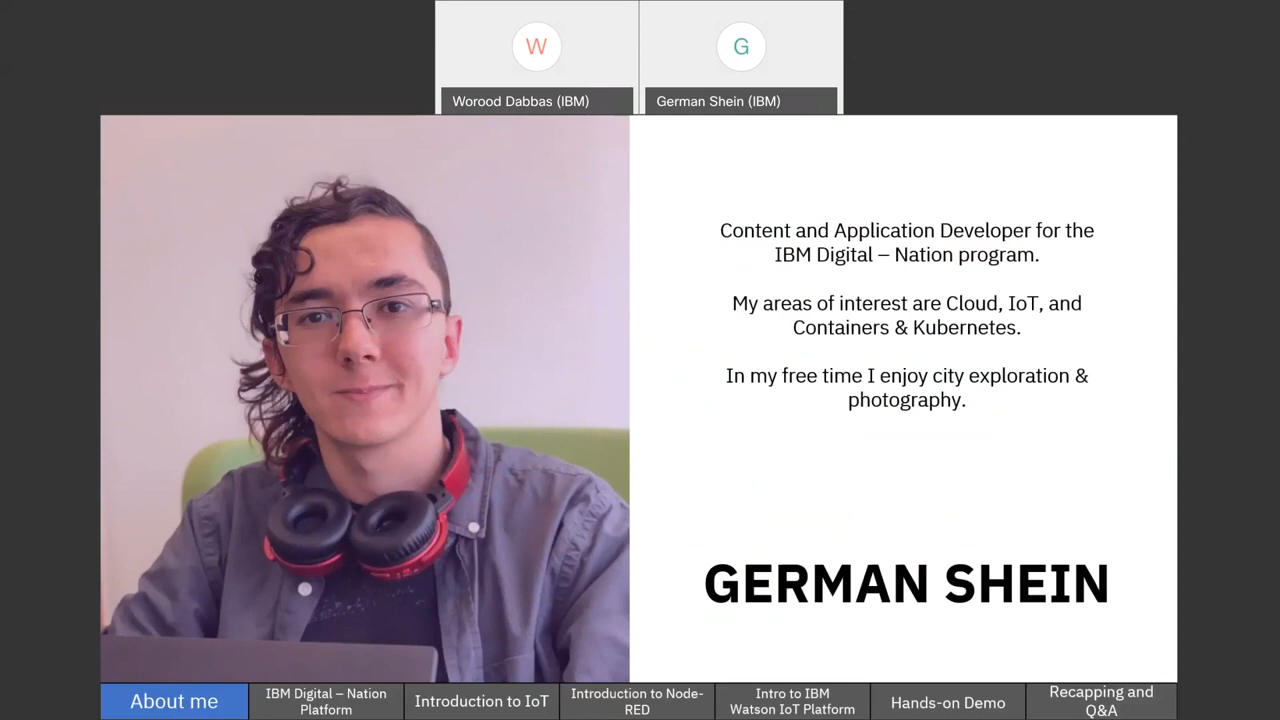 W
G
Worood Dabbas (IBM)
German Shein (IBM)
Content and Application Developer for the
IBM Digital – Nation program.
My areas of interest are Cloud, IoT, and
Containers & Kubernetes.
In my free time I enjoy city exploration &
photography.
GERMAN SHEIN
About me
IBM Digital – Nation
Platform
Introduction to IoT
Introduction to Node-
RED
Intro to IBM
Watson IoT Platform
Hands-on Demo
Recapping and
Q&A